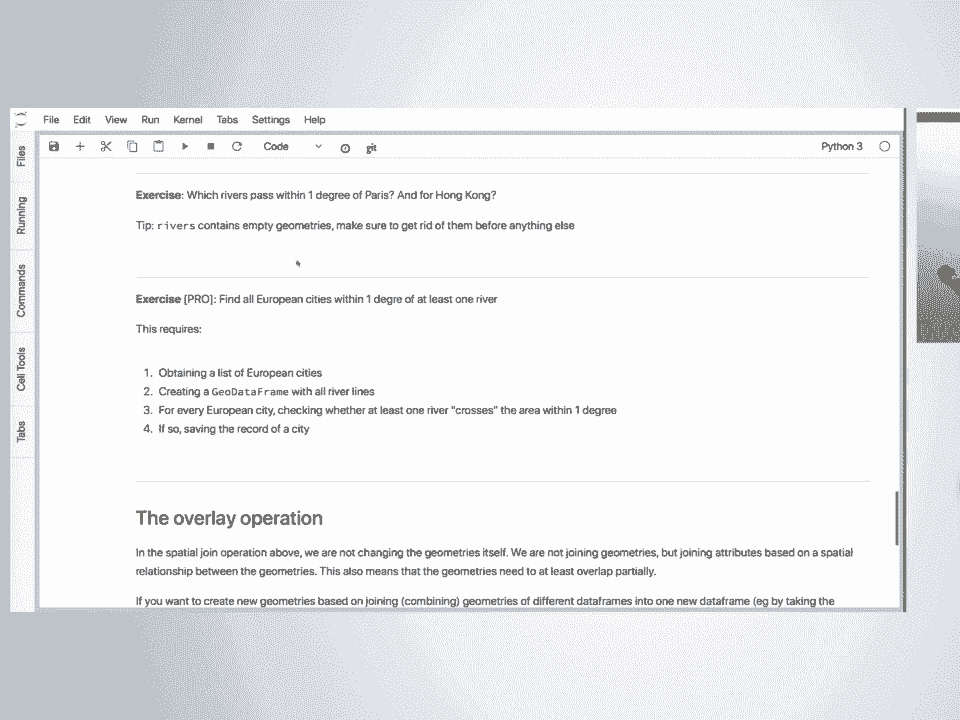 File Edit View Run Kernel Tabs Settings Help
Code git Python 3
Files
Running
Commands
Cell Tools
Tabs
Exercise: Which rivers pass within 1 degree of Paris? And for Hong Kong?
Tip: rivers contains empty geometries, make sure to get rid of them before anything else
Exercise [PRO]: Find all European cities within 1 degre of at least one river
This requires:
1. Obtaining a list of European cities
2. Creating a GeoDataFrame with all river lines
3. For every European city, checking whether at least one river "crosses" the area within 1 degree
4. If so, saving the record of a city
The overlay operation
In the spatial join operation above, we are not changing the geometries itself. We are not joining geometries, but joining attributes based on a spatial
relationship between the geometries. This also means that the geometries need to at least overlap partially.
If you want to create new geometries based on joining (combining) geometries of different dataframes into one new dataframe (eg by taking the